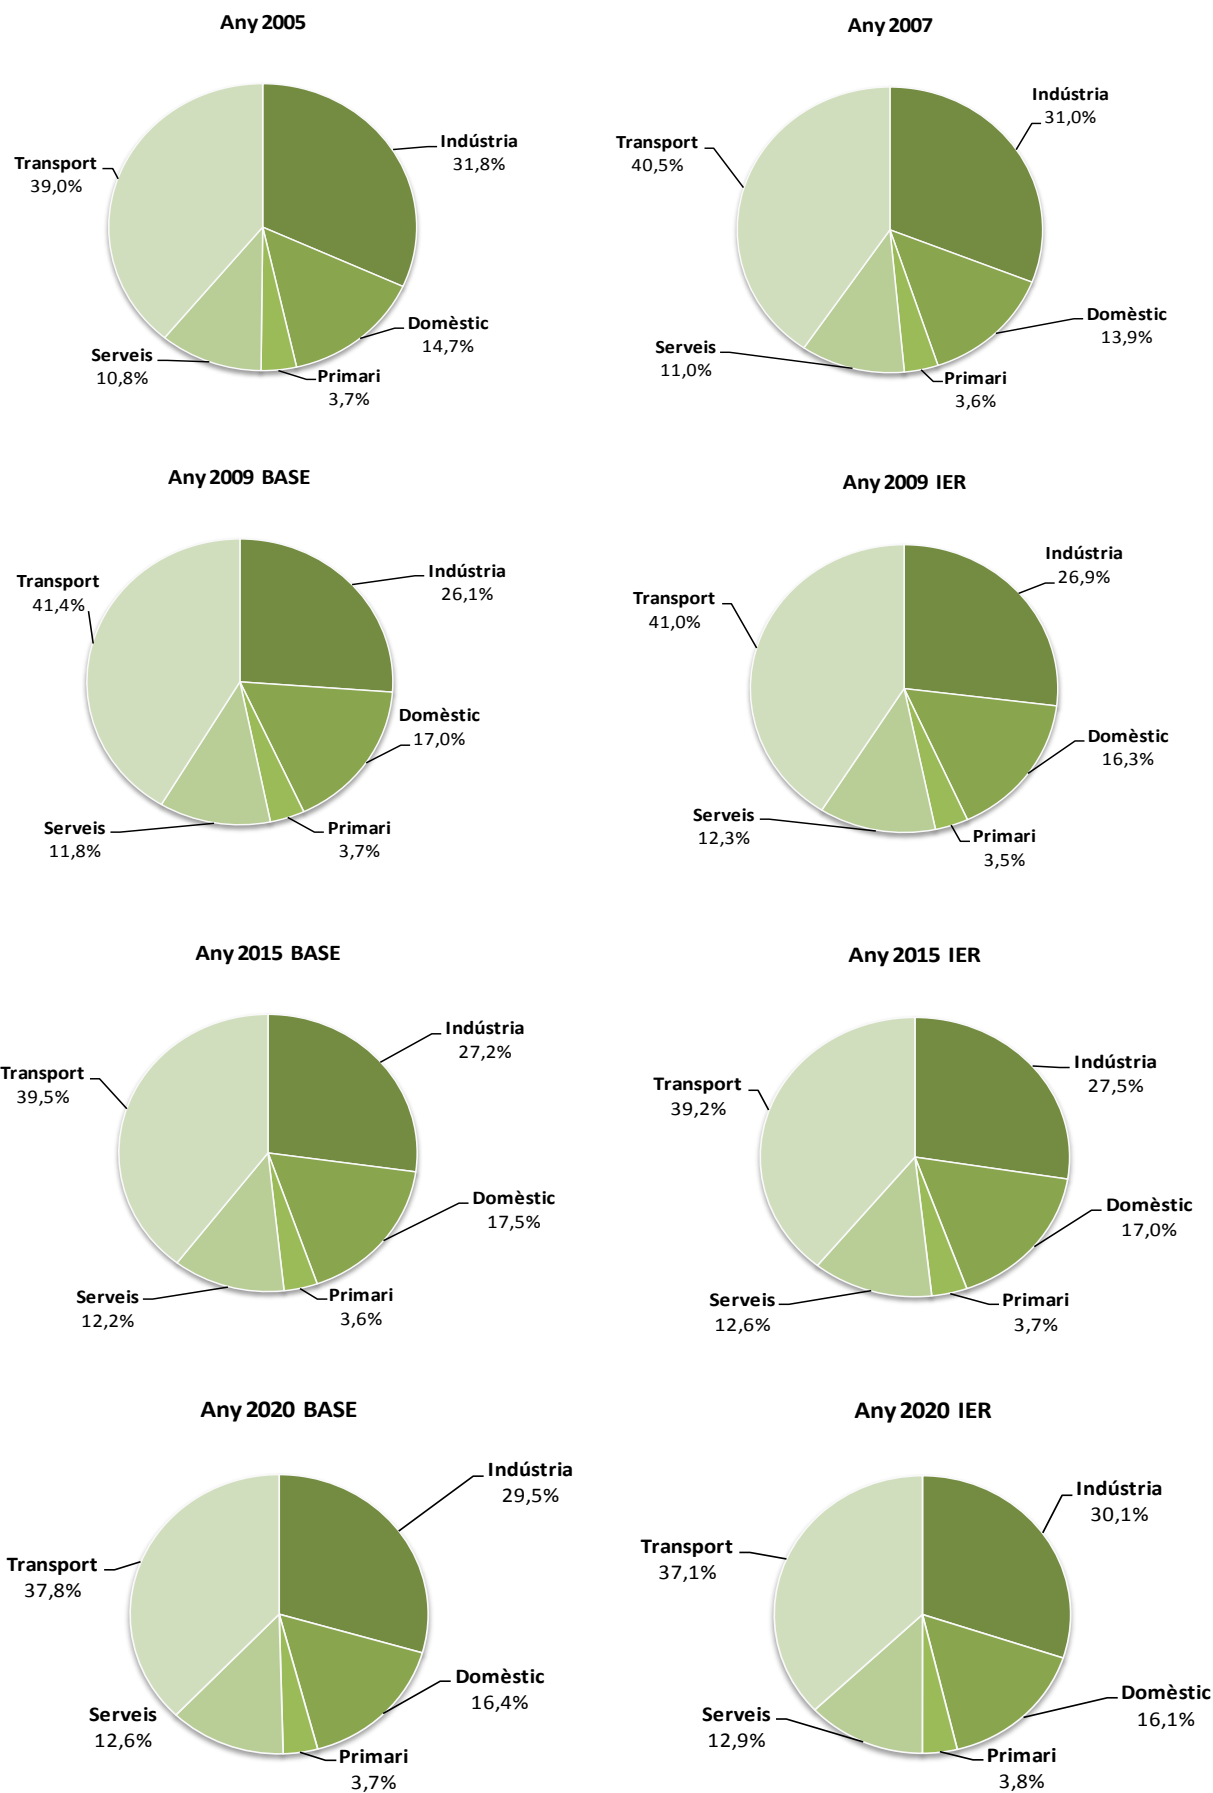 Any 2005
Indústria
31,8%
Domèstic
14,7%
Primari
3,7%
Serveis
10,8%
Transport
39,0%
Any 2007
Indústria
31,0%
Domèstic
13,9%
Primari
3,6%
Serveis
11,0%
Transport
40,5%
Any 2009 BASE
Indústria
26,1%
Domèstic
17,0%
Primari
3,7%
Serveis
11,8%
Transport
41,4%
Any 2009 IER
Indústria
26,9%
Domèstic
16,3%
Primari
3,5%
Serveis
12,3%
Transport
41,0%
Any 2015 BASE
Indústria
27,2%
Domèstic
17,5%
Primari
3,6%
Serveis
12,2%
Transport
39,5%
Any 2015 IER
Indústria
27,5%
Domèstic
17,0%
Primari
3,7%
Serveis
12,6%
Transport
39,2%
Any 2020 BASE
Indústria
29,5%
Domèstic
16,4%
Primari
3,7%
Serveis
12,6%
Transport
37,8%
Any 2020 IER
Indústria
30,1%
Domèstic
16,1%
Primari
3,8%
Serveis
12,9%
Transport
37,1%